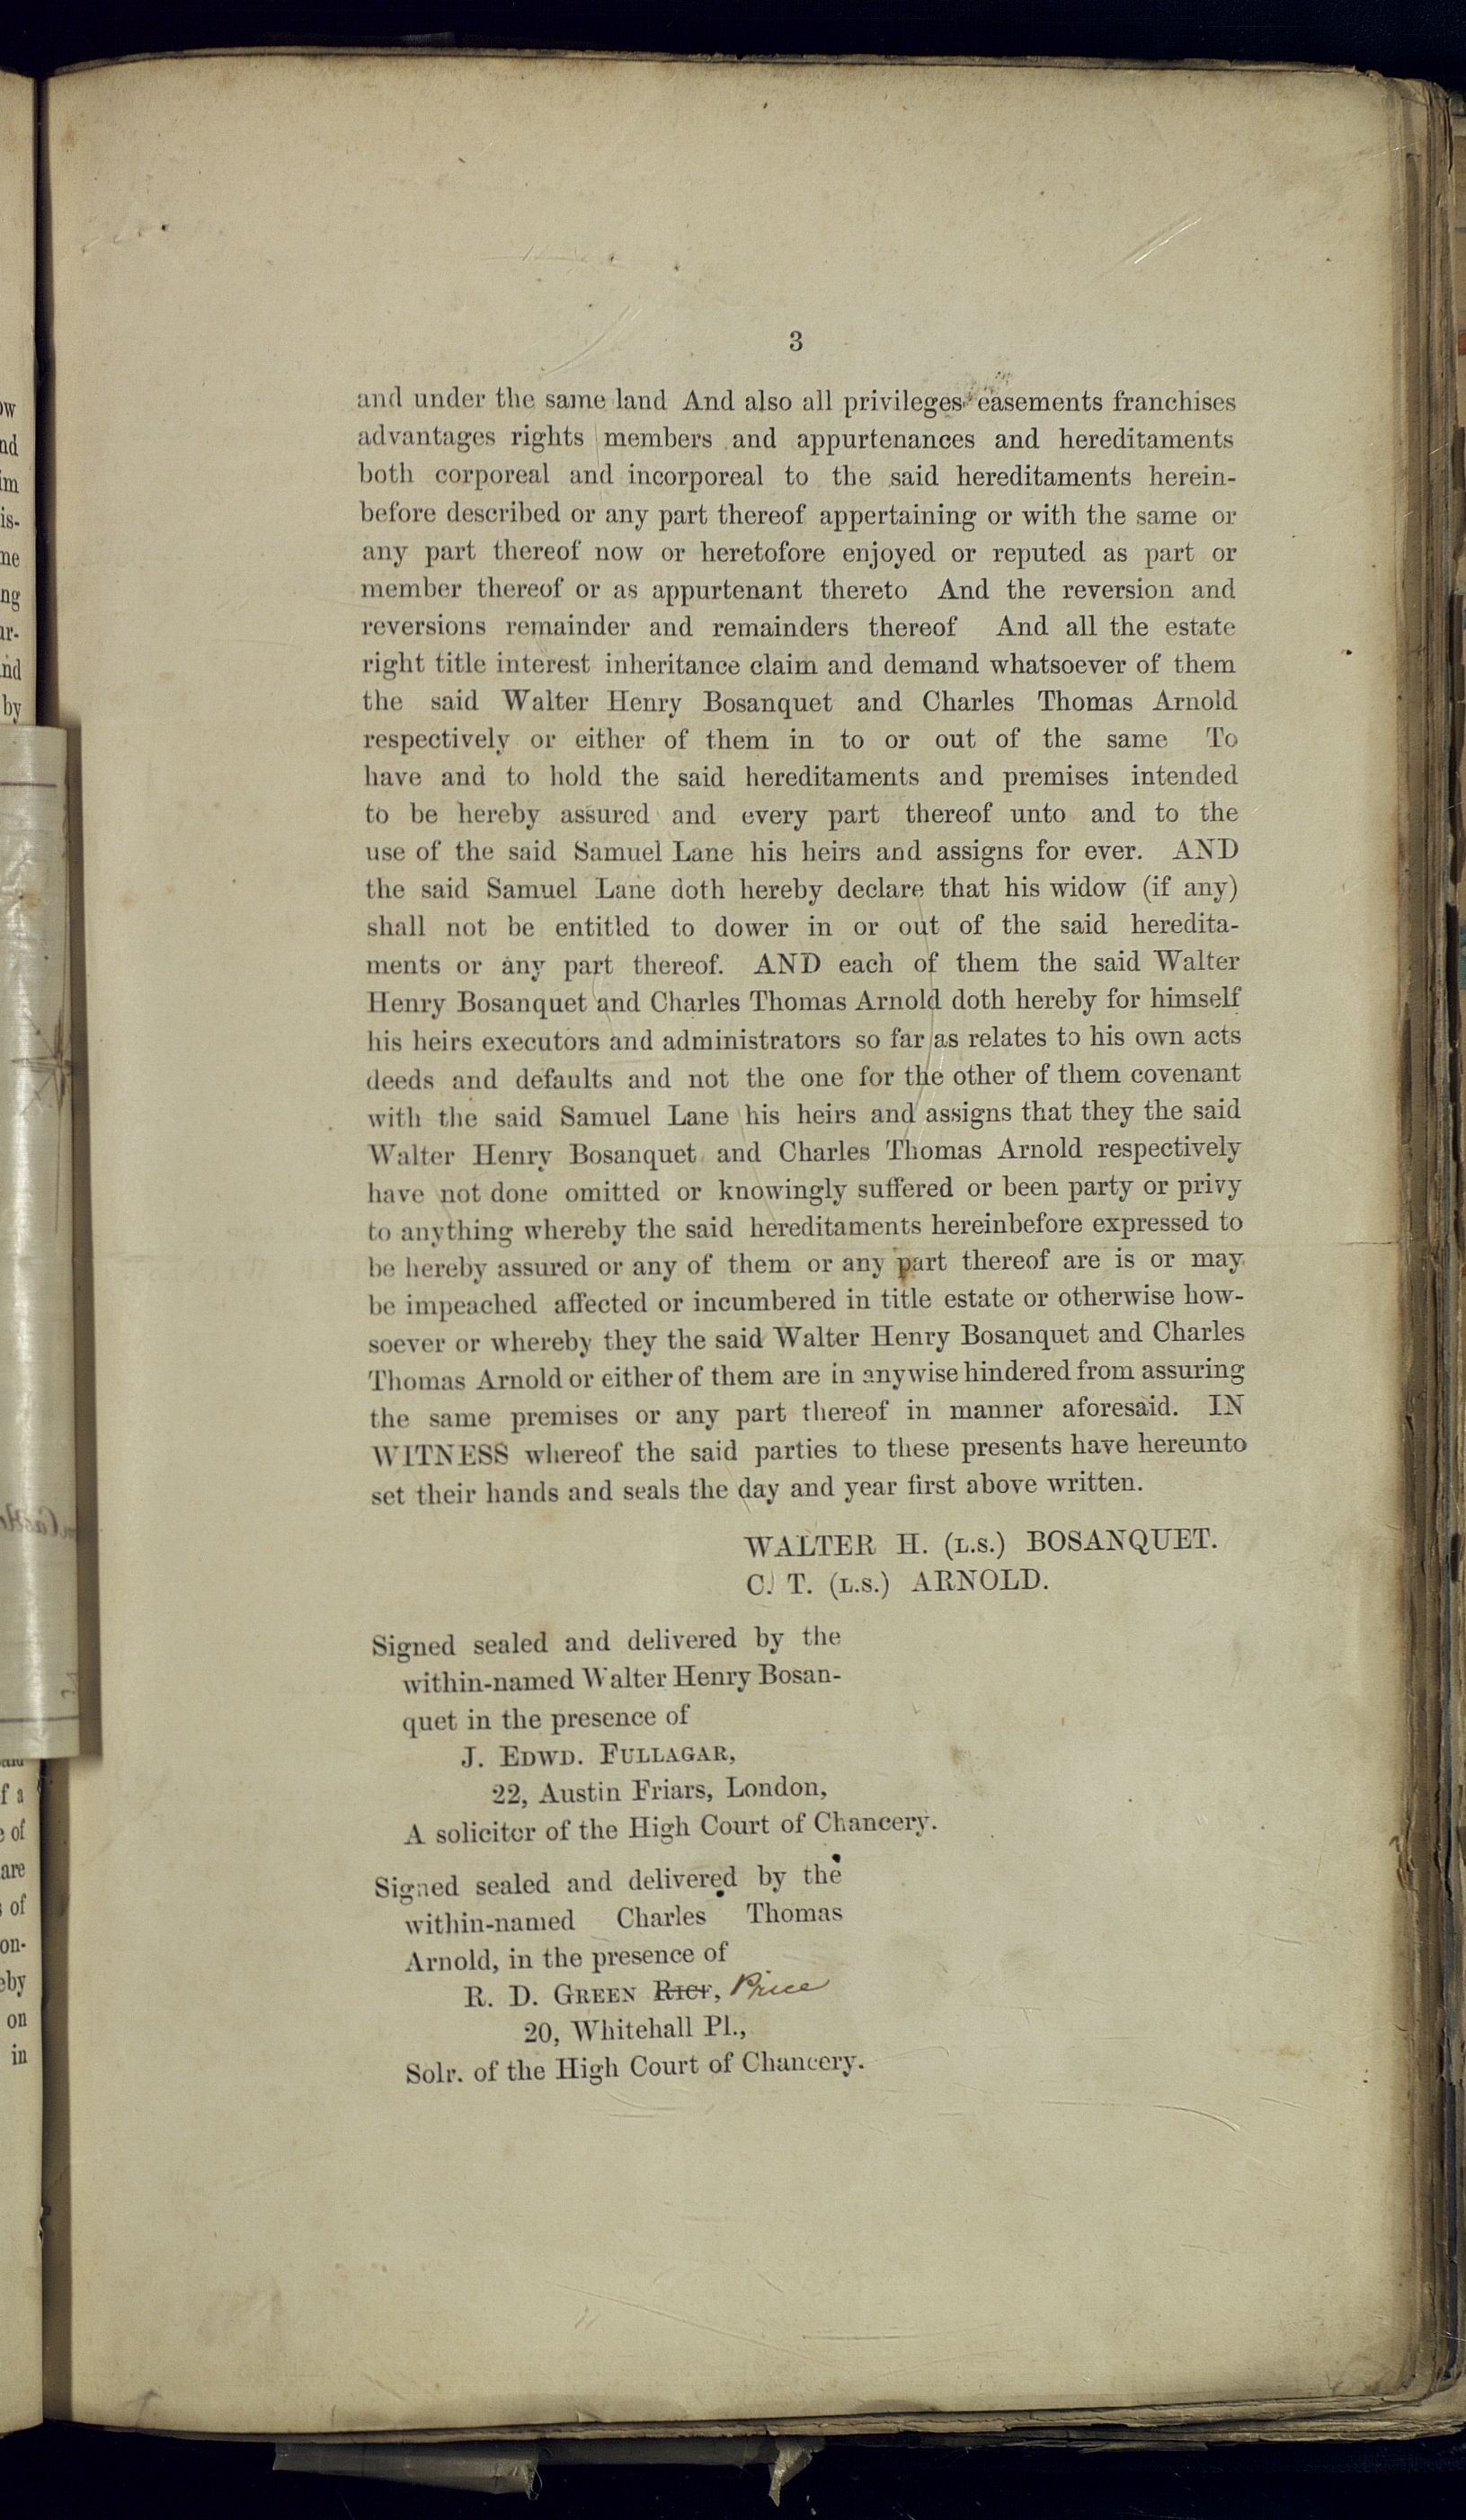 3
and under the same land And also all privileges easements franchises
advantages rights members and appurtenances and hereditaments
both corporeal and incorporeal to the said hereditaments herein-
before described or any part thereof appertaining or with the same or
any part thereof now or heretofore enjoyed or reputed as part or
member thereof or as appurtenant thereto And the reversion and
reversions remainder and remainders thereof And all the estate
right title interest inheritance claim and demand whatsoever of them
the said Walter Henry Bosanquet and Charles Thomas Arnold
respectively or either of them in to or out of the same To
have and to hold the said hereditaments and premises intended
to be hereby assured and every part thereof unto and to the
use of the said Samuel Lane his heirs and assigns for ever. AND
the said Samuel Lane doth hereby declare that his widow (if any)
shall not be entitled to dower in or out of the said heredita-
ments or any part thereof. AND each of them the said Walter
Henry Bosanquet and Charles Thomas Arnold doth hereby for himself
his heirs executors and administrators so far as relates to his own acts
deeds and defaults and not the one for the other of them covenant
with the said Samuel Lane his heirs and assigns that they the said
Walter Henry Bosanquet and Charles Thomas Arnold respectively
have not done omitted or knowingly suffered or been party or privy
to anything whereby the said hereditaments hereinbefore expressed to
be hereby assured or any of them or any part thereof are is or may
be impeached affected or incumbered in title estate or otherwise how-
soever or whereby they the said Walter Henry Bosanquet and Charles
Thomas Arnold or either of them are in anywise hindered from assuring
the same premises or any part thereof in manner aforesaid. IN
WITNESS whereof the said parties to these presents have hereunto
set their hands and seals the day and year first above written.
WALTER H. (L.S.) BOSANQUET.
C. T. (L.S.) ARNOLD.
Signed sealed and delivered by the
within-named Walter Henry Bosan-
quet in the presence of
J. EDWD. FULLAGAR,
22, Austin Friars, London,
A solicitor of the High Court of Chancery.
Signed sealed and delivered by the
within-named Charles Thomas
Arnold, in the presence of
R. D. GREEN RICE, Price
20, Whitehall Pl.,
Solr. of the High Court of Chancery.